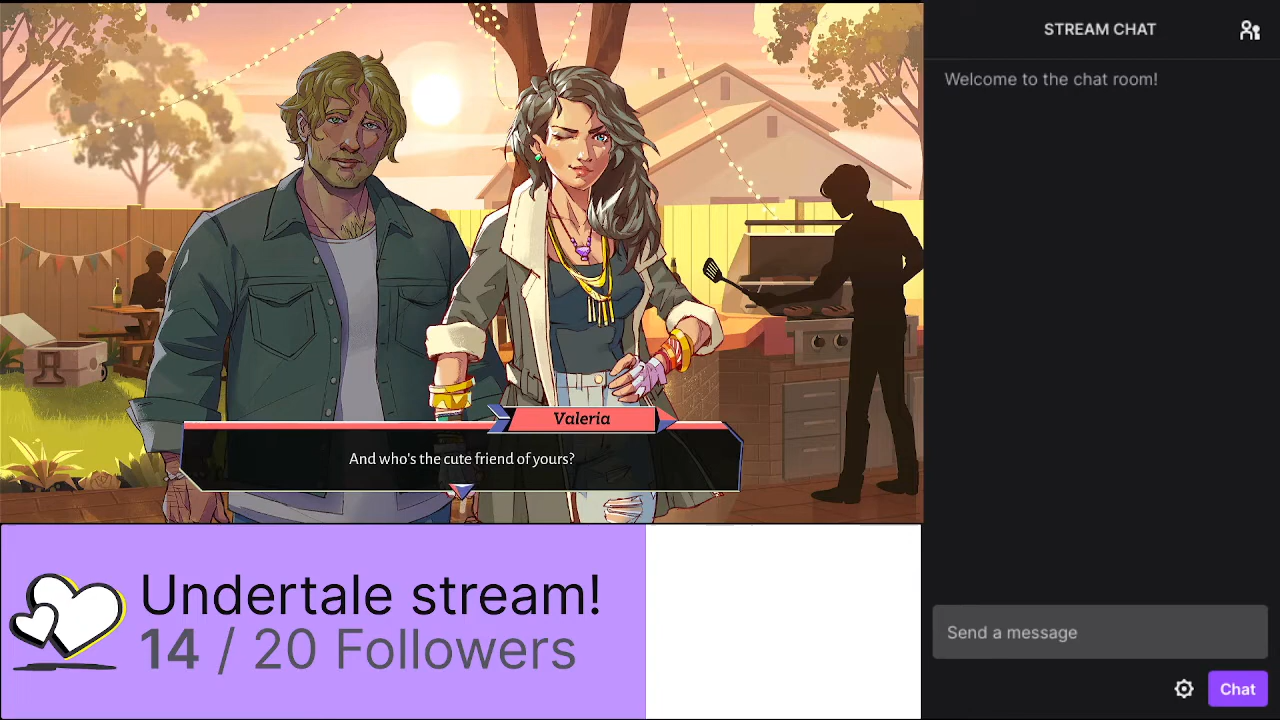 STREAM CHAT
Welcome to the chat room!
Valeria
And who's the cute friend of yours?
Undertale stream!
14 / 20 Followers
Send a message
Chat